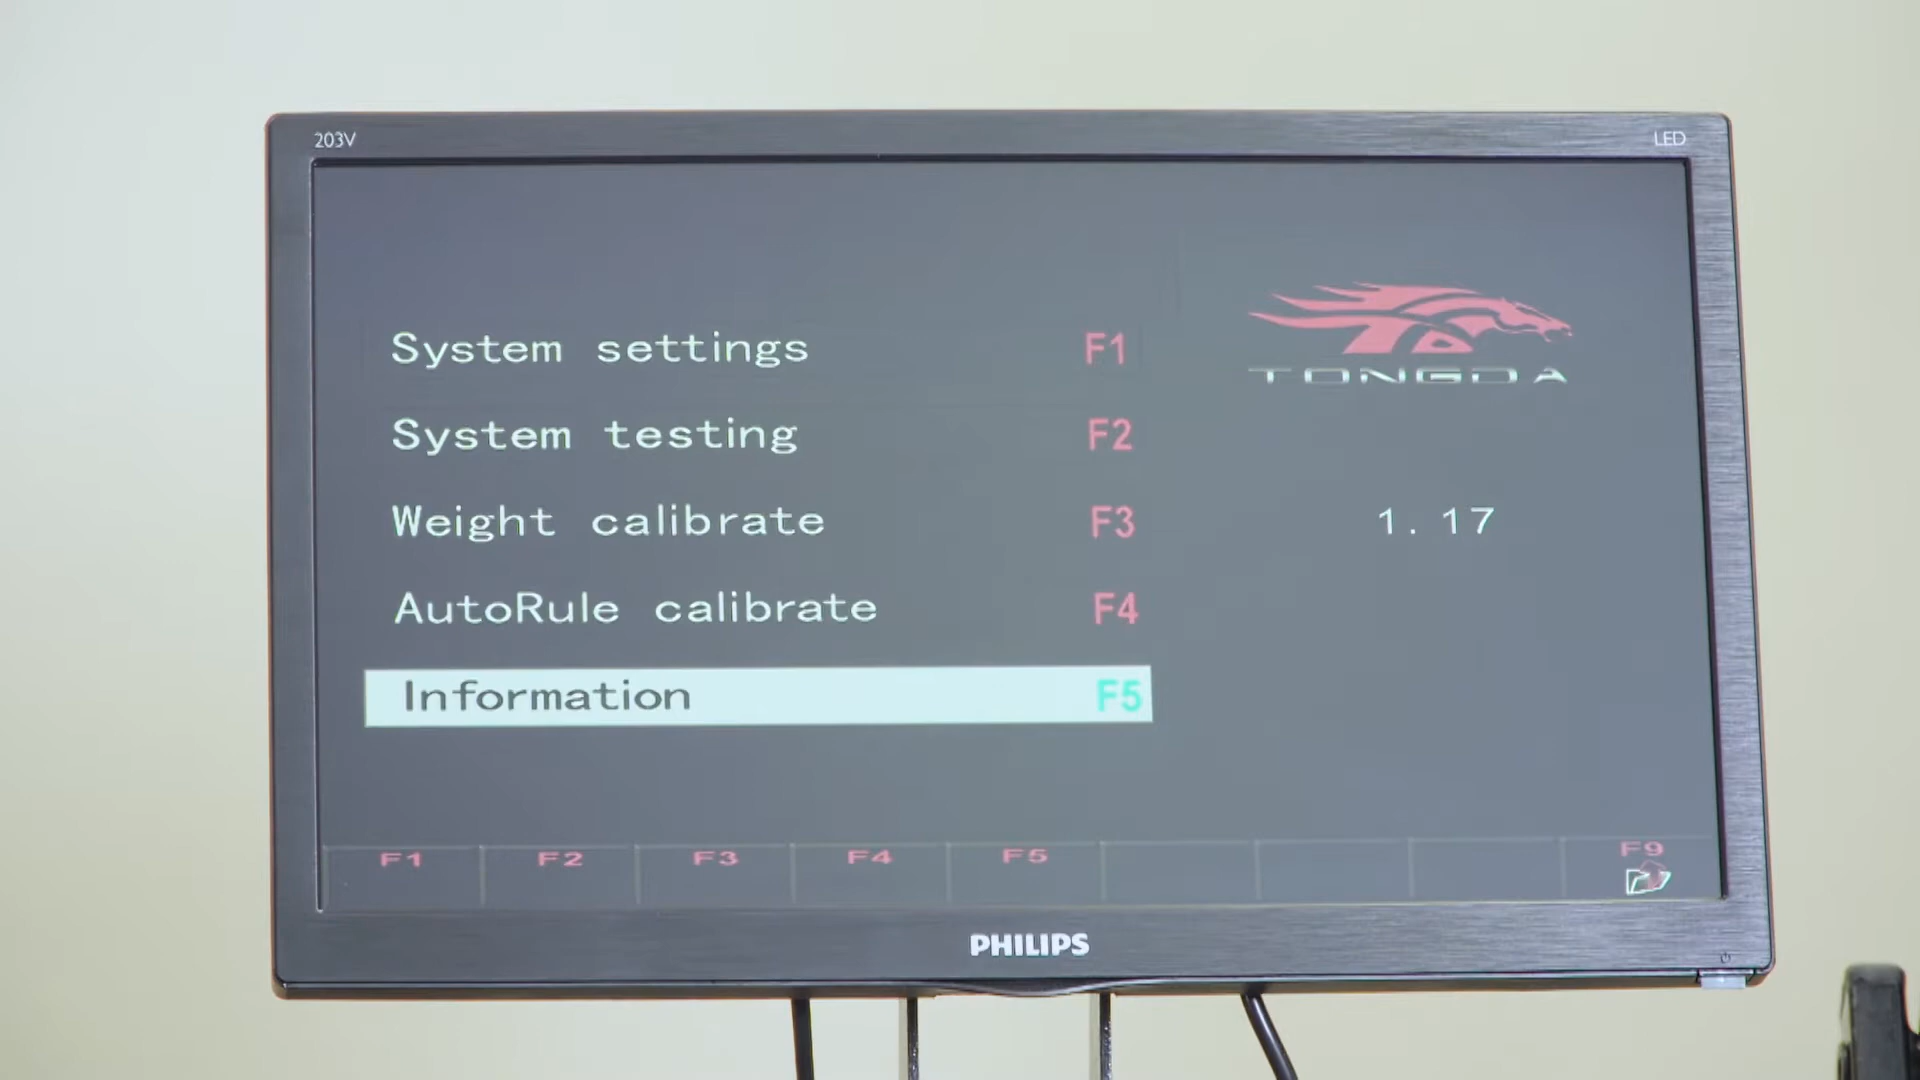 203V LED
System settings F1
TONGDA
System testing F2
Weight calibrate F3
1.17
AutoRule calibrate F4
Information F5
F1 F2 F3 F4 F5 F9
PHILIPS